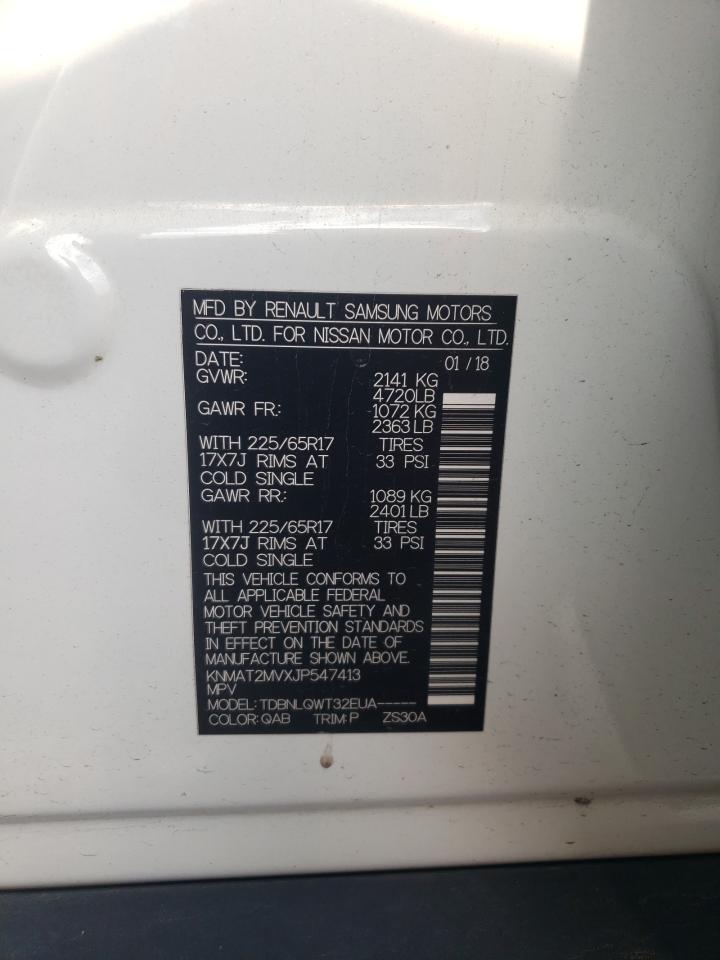 MFD BY RENAULT SAMSUNG MOTORS
CO., LTD. FOR NISSAN MOTOR CO., LTD.
DATE: 01 / 18
GVWR: 2141 KG
4720LB
GAWR FR.: 1072 KG
2363 LB
WITH 225/65R17 TIRES
17X7J RIMS AT 33 PSI
COLD SINGLE
GAWR RR.: 1089 KG
2401 LB
WITH 225/65R17 TIRES
17X7J RIMS AT 33 PSI
COLD SINGLE
THIS VEHICLE CONFORMS TO
ALL APPLICABLE FEDERAL
MOTOR VEHICLE SAFETY AND
THEFT PREVENTION STANDARDS
IN EFFECT ON THE DATE OF
MANUFACTURE SHOWN ABOVE.
KNMAT2MVXJP547413
MPV
MODEL: TDBNLQWT32EUA-----
COLOR: QAB TRIM: P ZS30A